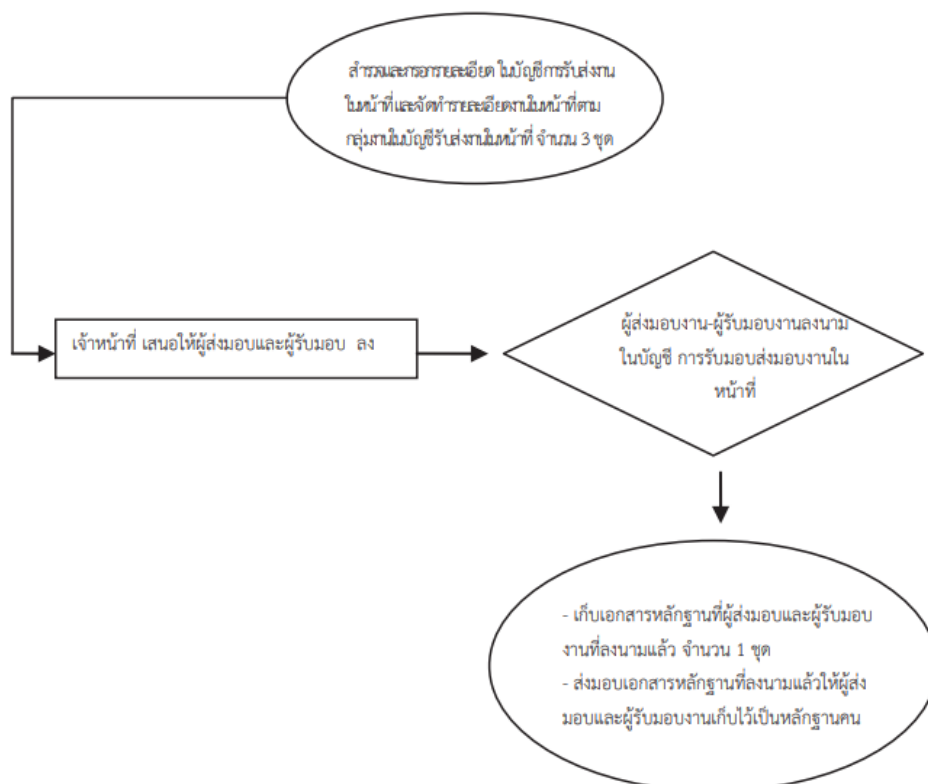 สำรวจและกรอกรายละเอียด ในบัญชีการรับส่งงาน
ในหน้าที่และจัดทำรายละเอียดงานในหน้าที่ตาม
กลุ่มงานในบัญชีรับส่งงานในหน้าที่ จำนวน 3 ชุด
เจ้าหน้าที่ เสนอให้ผู้ส่งมอบและผู้รับมอบ ลง
ผู้ส่งมอบงาน-ผู้รับมอบงานลงนาม
ในบัญชี การรับมอบส่งมอบงานใน
หน้าที่
- เก็บเอกสารหลักฐานที่ผู้ส่งมอบและผู้รับมอบ
งานที่ลงนามแล้ว จำนวน 1 ชุด
- ส่งมอบเอกสารหลักฐานที่ลงนามแล้วให้ผู้ส่ง
มอบและผู้รับมอบงานเก็บไว้เป็นหลักฐานคน